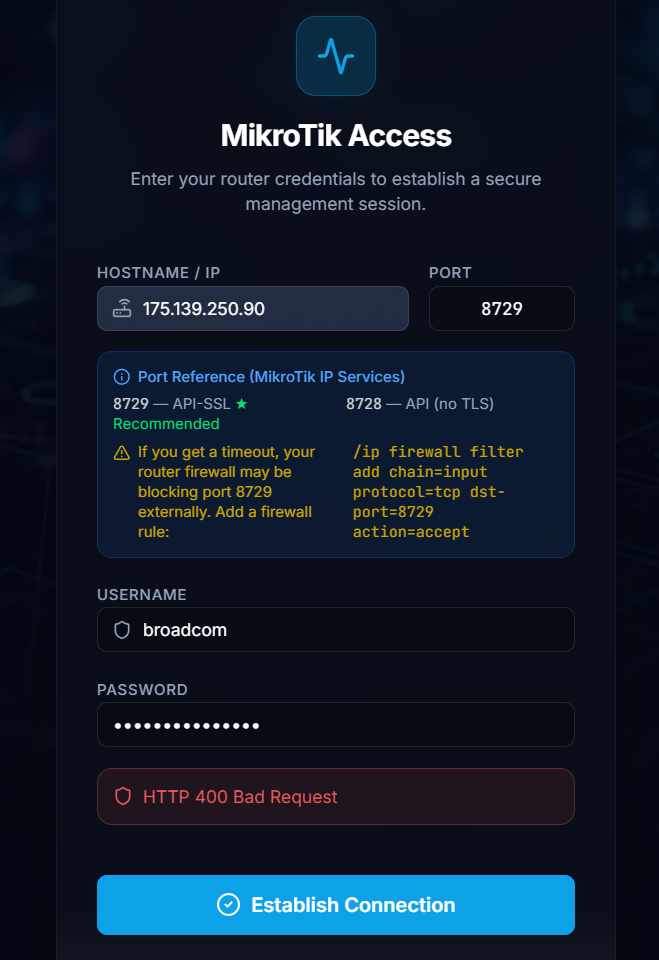 MikroTik Access
Enter your router credentials to establish a secure
management session.
HOSTNAME / IP
175.139.250.90
PORT
8729
Port Reference (MikroTik IP Services)
8729 — API-SSL ★
Recommended
8728 — API (no TLS)
If you get a timeout, your
router firewall may be
blocking port 8729
externally. Add a firewall
rule:
/ip firewall filter
add chain=input
protocol=tcp dst-
port=8729
action=accept
USERNAME
broadcom
PASSWORD
•••••••••••••••
HTTP 400 Bad Request
Establish Connection